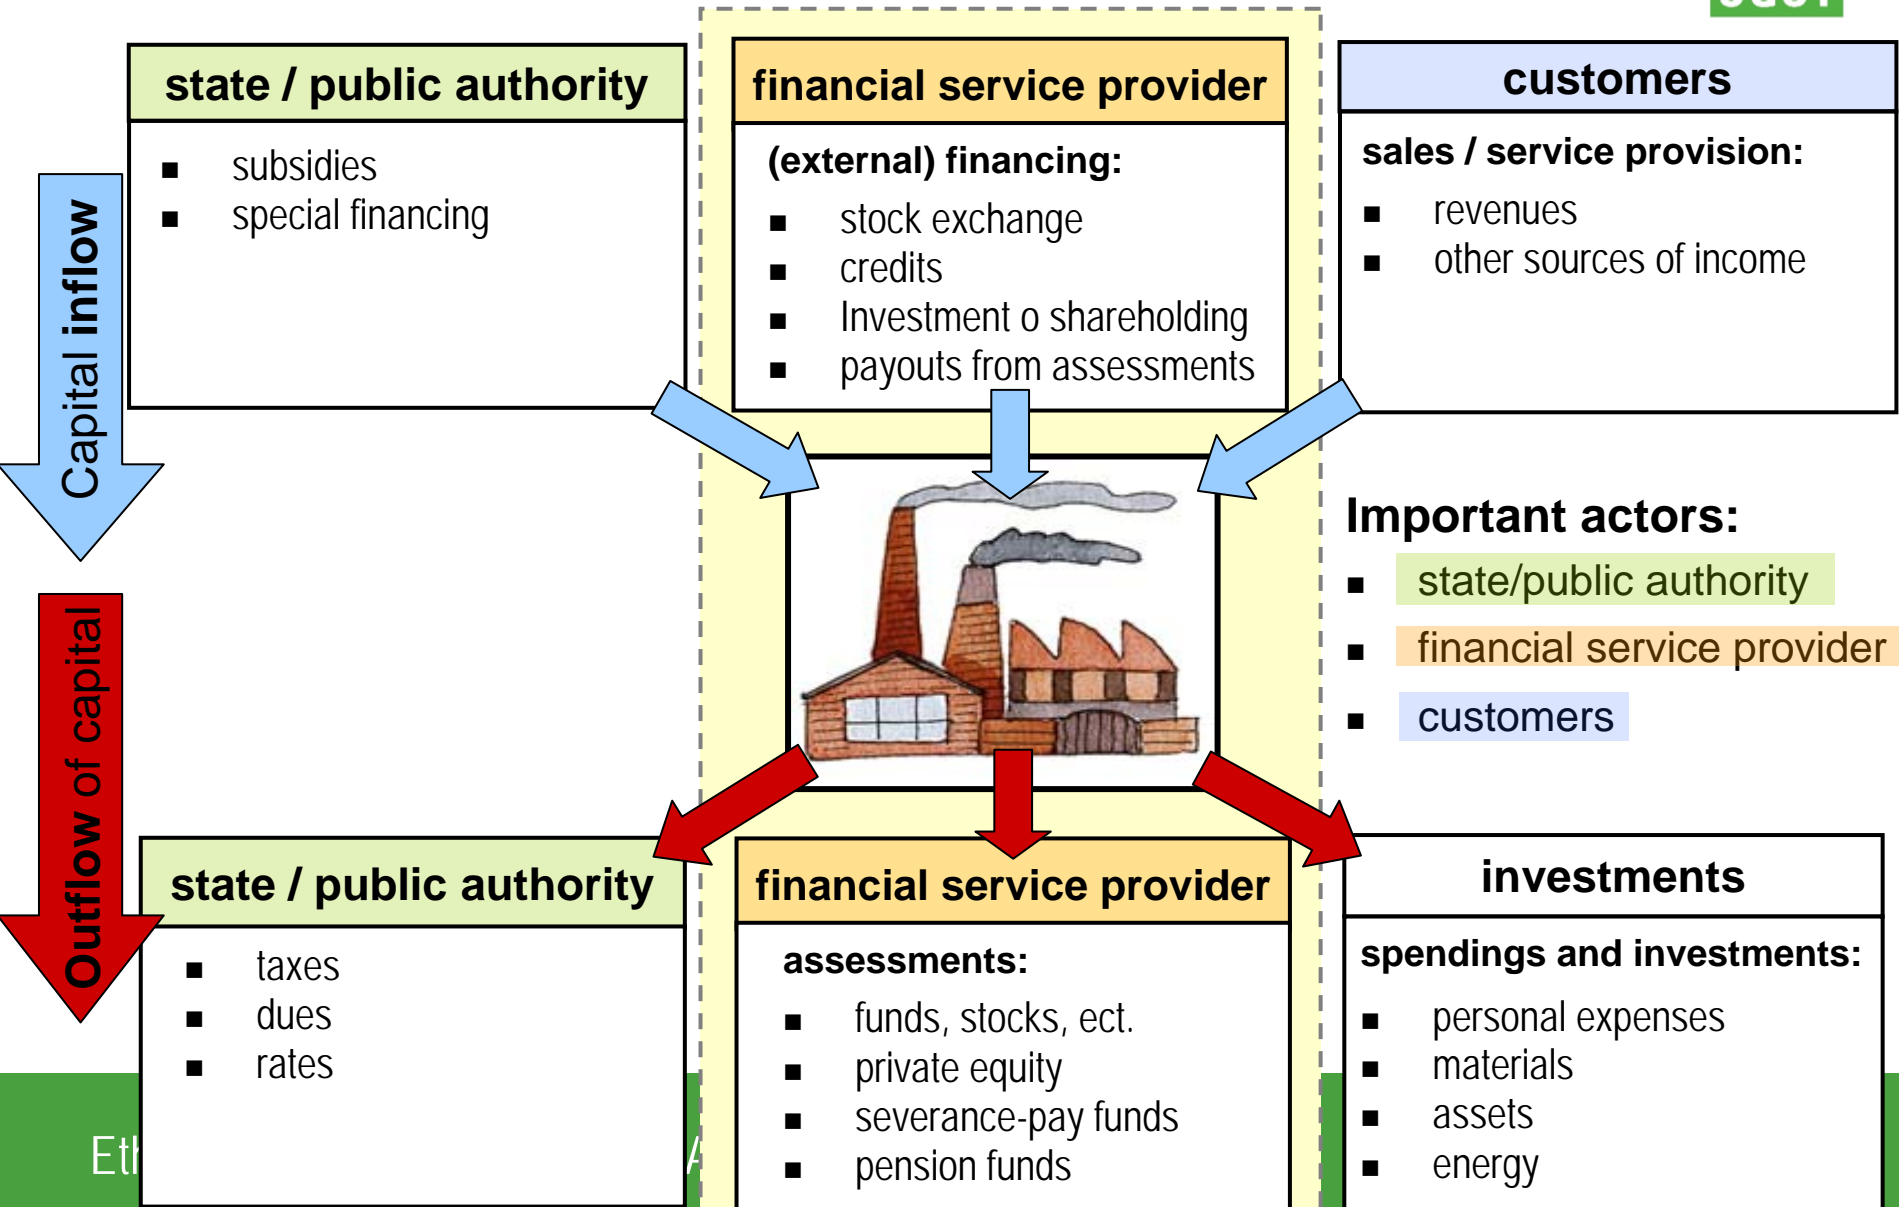 state / public authority
subsidies
special financing
financial service provider
(external) financing:
stock exchange
credits
Investment o shareholding
payouts from assessments
customers
sales / service provision:
revenues
other sources of income
Capital inflow
Important actors:
state/public authority
financial service provider
customers
Outflow of capital
state / public authority
taxes
dues
rates
financial service provider
assessments:
funds, stocks, ect.
private equity
severance-pay funds
pension funds
investments
spendings and investments:
personal expenses
materials
assets
energy